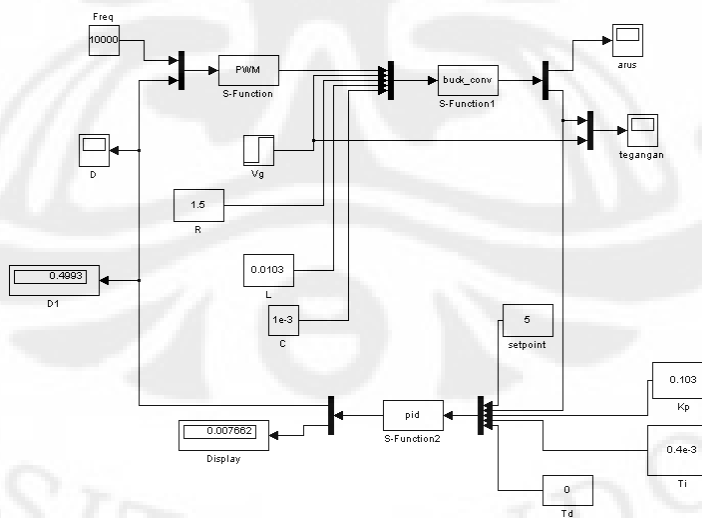 Freq
10000
PWM
S-Function
buck_conv
S-Function1
arus
D
Vg
tegangan
1.5
R
0.4993
D1
0.0103
L
1e-3
C
5
setpoint
0.103
Kp
pid
S-Function2
0.007662
Display
0.4e-3
Ti
0
Td